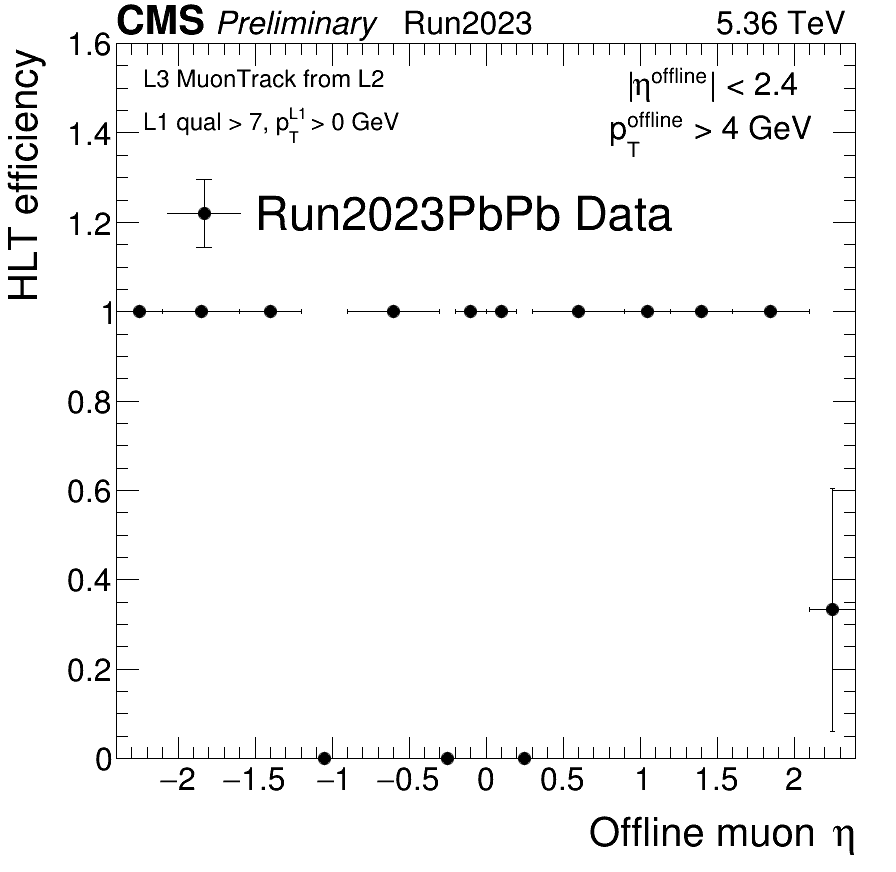 CMS Preliminary Run2023 5.36 TeV
L3 MuonTrack from L2
|η^offline| < 2.4
L1 qual > 7, p_T^L1 > 0 GeV
p_T^offline > 4 GeV
Run2023PbPb Data
HLT efficiency
1.6
1.4
1.2
1
0.8
0.6
0.4
0.2
0
−2 −1.5 −1 −0.5 0 0.5 1 1.5 2
Offline muon η